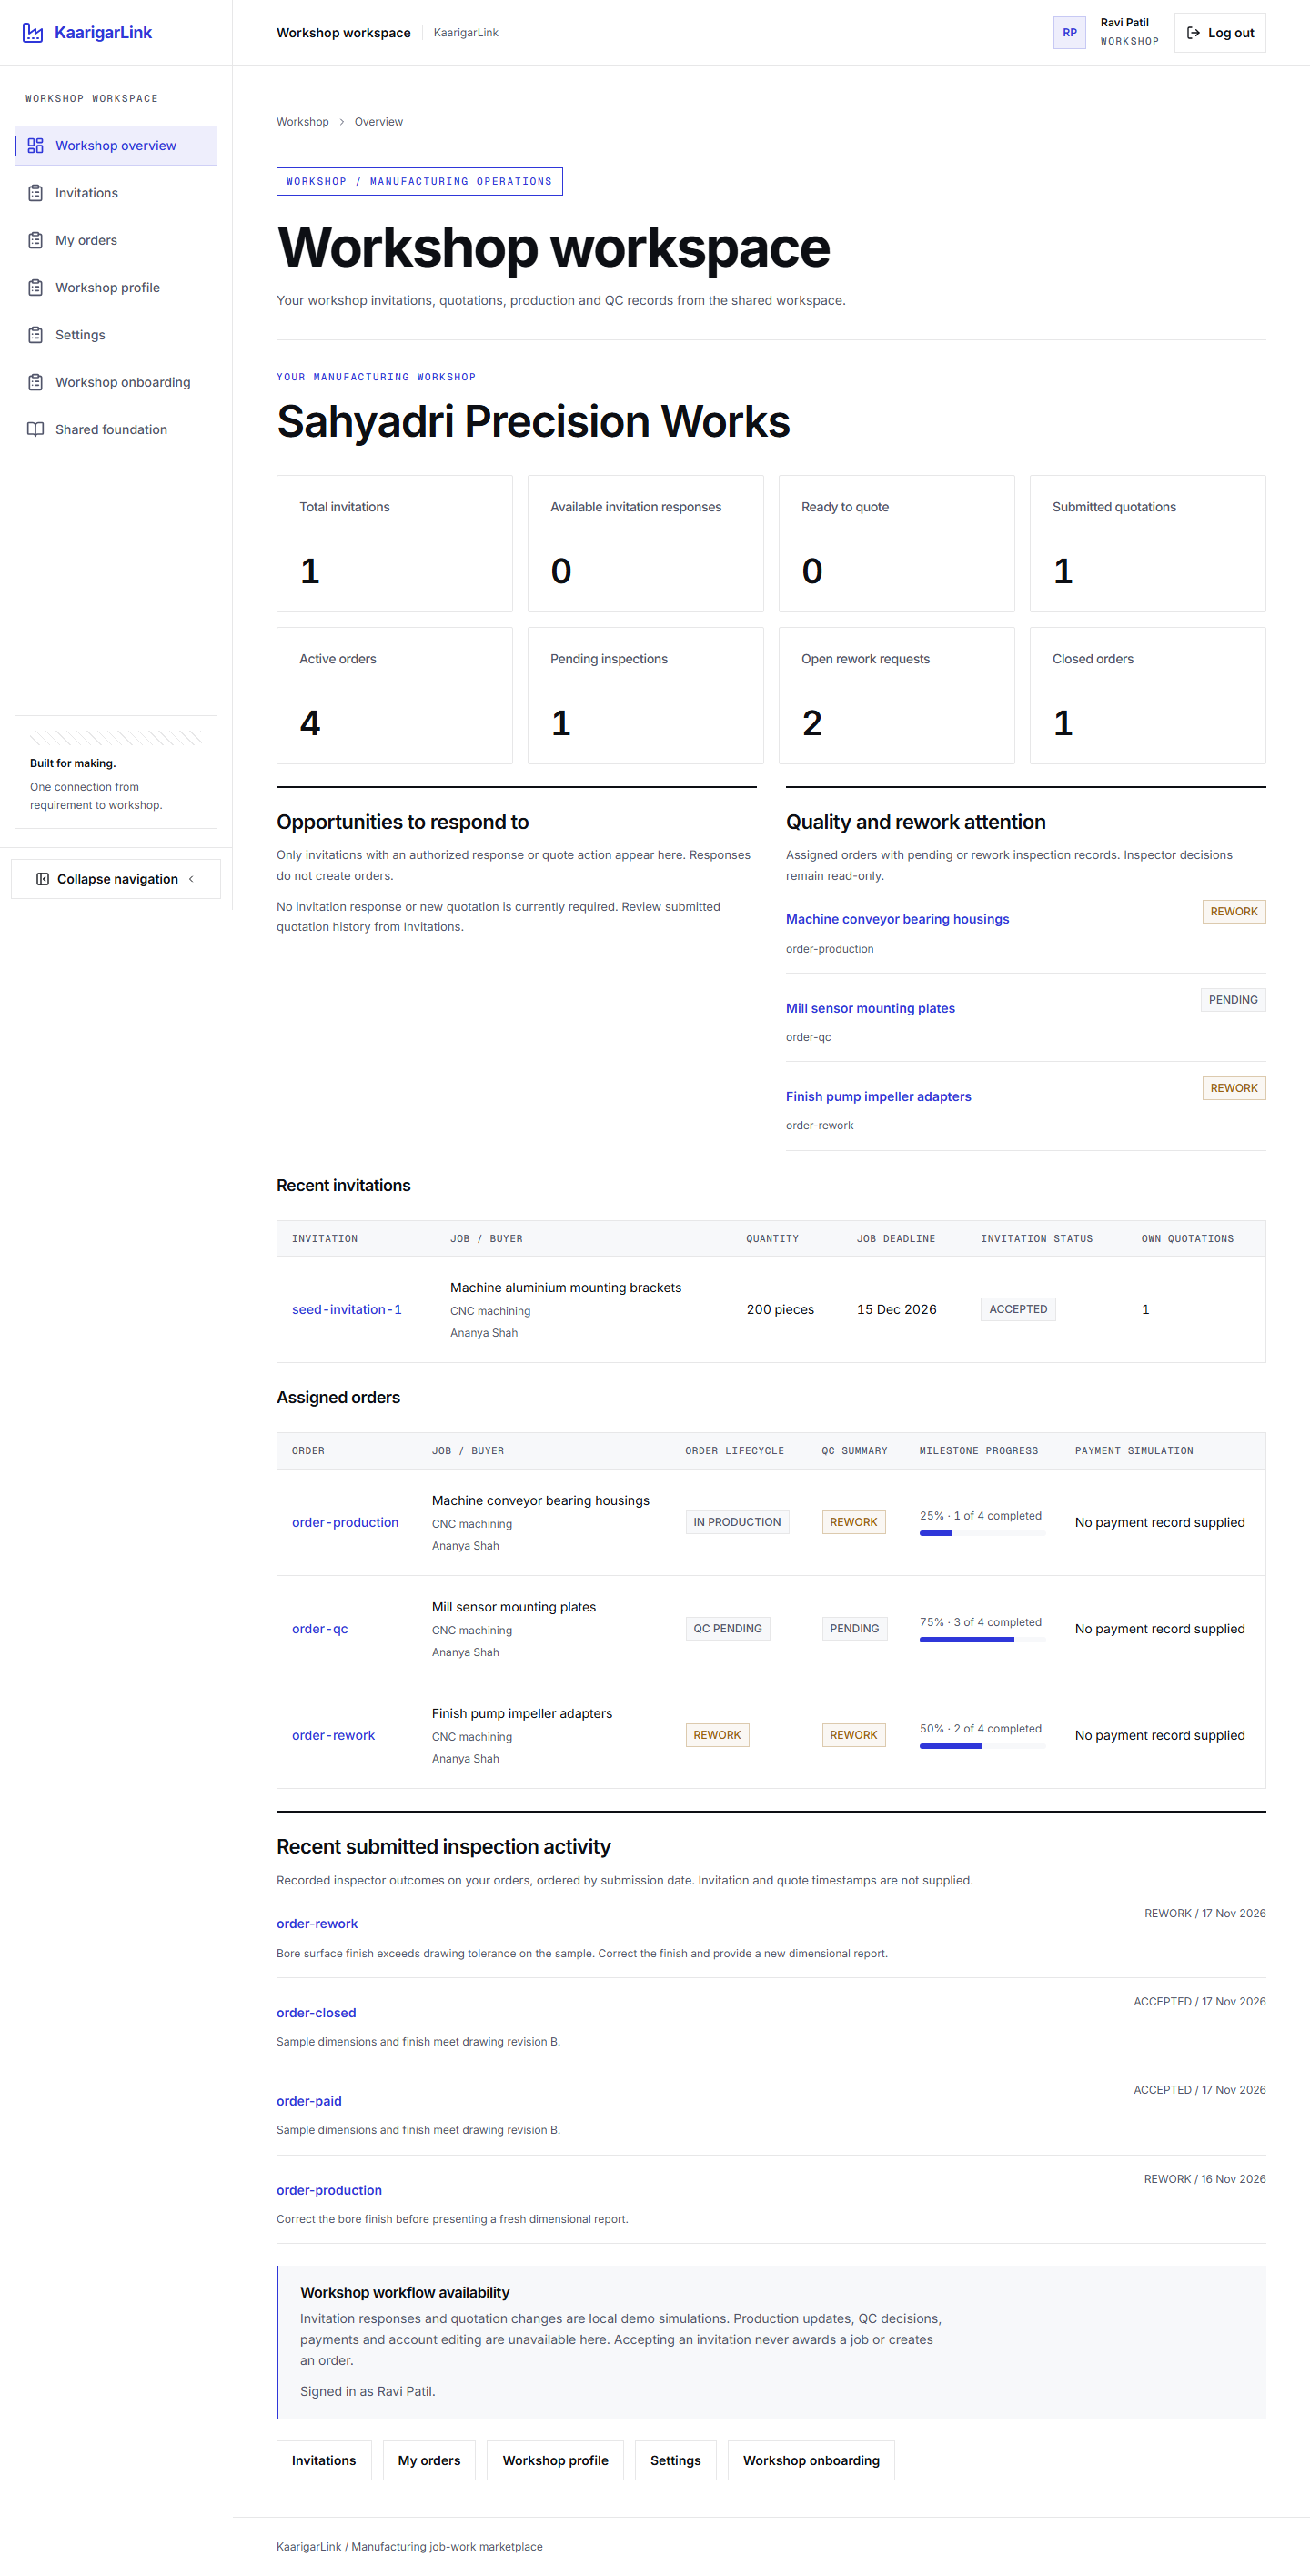 KaarigarLink
Workshop workspace
KaarigarLink
RP
Ravi Patil
WORKSHOP
Log out
WORKSHOP WORKSPACE
Workshop overview
Invitations
My orders
Workshop profile
Settings
Workshop onboarding
Shared foundation
Built for making.
One connection from
requirement to workshop.
Collapse navigation
Workshop > Overview
WORKSHOP / MANUFACTURING OPERATIONS
Workshop workspace
Your workshop invitations, quotations, production and QC records from the shared workspace.
YOUR MANUFACTURING WORKSHOP
Sahyadri Precision Works
Total invitations
1
Available invitation responses
0
Ready to quote
0
Submitted quotations
1
Active orders
4
Pending inspections
1
Open rework requests
2
Closed orders
1
Opportunities to respond to
Only invitations with an authorized response or quote action appear here. Responses
do not create orders.
No invitation response or new quotation is currently required. Review submitted
quotation history from Invitations.
Quality and rework attention
Assigned orders with pending or rework inspection records. Inspector decisions
remain read-only.
Machine conveyor bearing housings
REWORK
order-production
Mill sensor mounting plates
PENDING
order-qc
Finish pump impeller adapters
REWORK
order-rework
Recent invitations
INVITATION JOB / BUYER QUANTITY JOB DEADLINE INVITATION STATUS OWN QUOTATIONS
seed-invitation-1
Machine aluminium mounting brackets
CNC machining
Ananya Shah
200 pieces
15 Dec 2026
ACCEPTED
1
Assigned orders
ORDER JOB / BUYER ORDER LIFECYCLE QC SUMMARY MILESTONE PROGRESS PAYMENT SIMULATION
order-production
Machine conveyor bearing housings
CNC machining
Ananya Shah
IN PRODUCTION
REWORK
25% · 1 of 4 completed
No payment record supplied
order-qc
Mill sensor mounting plates
CNC machining
Ananya Shah
QC PENDING
PENDING
75% · 3 of 4 completed
No payment record supplied
order-rework
Finish pump impeller adapters
CNC machining
Ananya Shah
REWORK
REWORK
50% · 2 of 4 completed
No payment record supplied
Recent submitted inspection activity
Recorded inspector outcomes on your orders, ordered by submission date. Invitation and quote timestamps are not supplied.
order-rework
REWORK / 17 Nov 2026
Bore surface finish exceeds drawing tolerance on the sample. Correct the finish and provide a new dimensional report.
order-closed
ACCEPTED / 17 Nov 2026
Sample dimensions and finish meet drawing revision B.
order-paid
ACCEPTED / 17 Nov 2026
Sample dimensions and finish meet drawing revision B.
order-production
REWORK / 16 Nov 2026
Correct the bore finish before presenting a fresh dimensional report.
Workshop workflow availability
Invitation responses and quotation changes are local demo simulations. Production updates, QC decisions,
payments and account editing are unavailable here. Accepting an invitation never awards a job or creates
an order.
Signed in as Ravi Patil.
Invitations
My orders
Workshop profile
Settings
Workshop onboarding
KaarigarLink / Manufacturing job-work marketplace